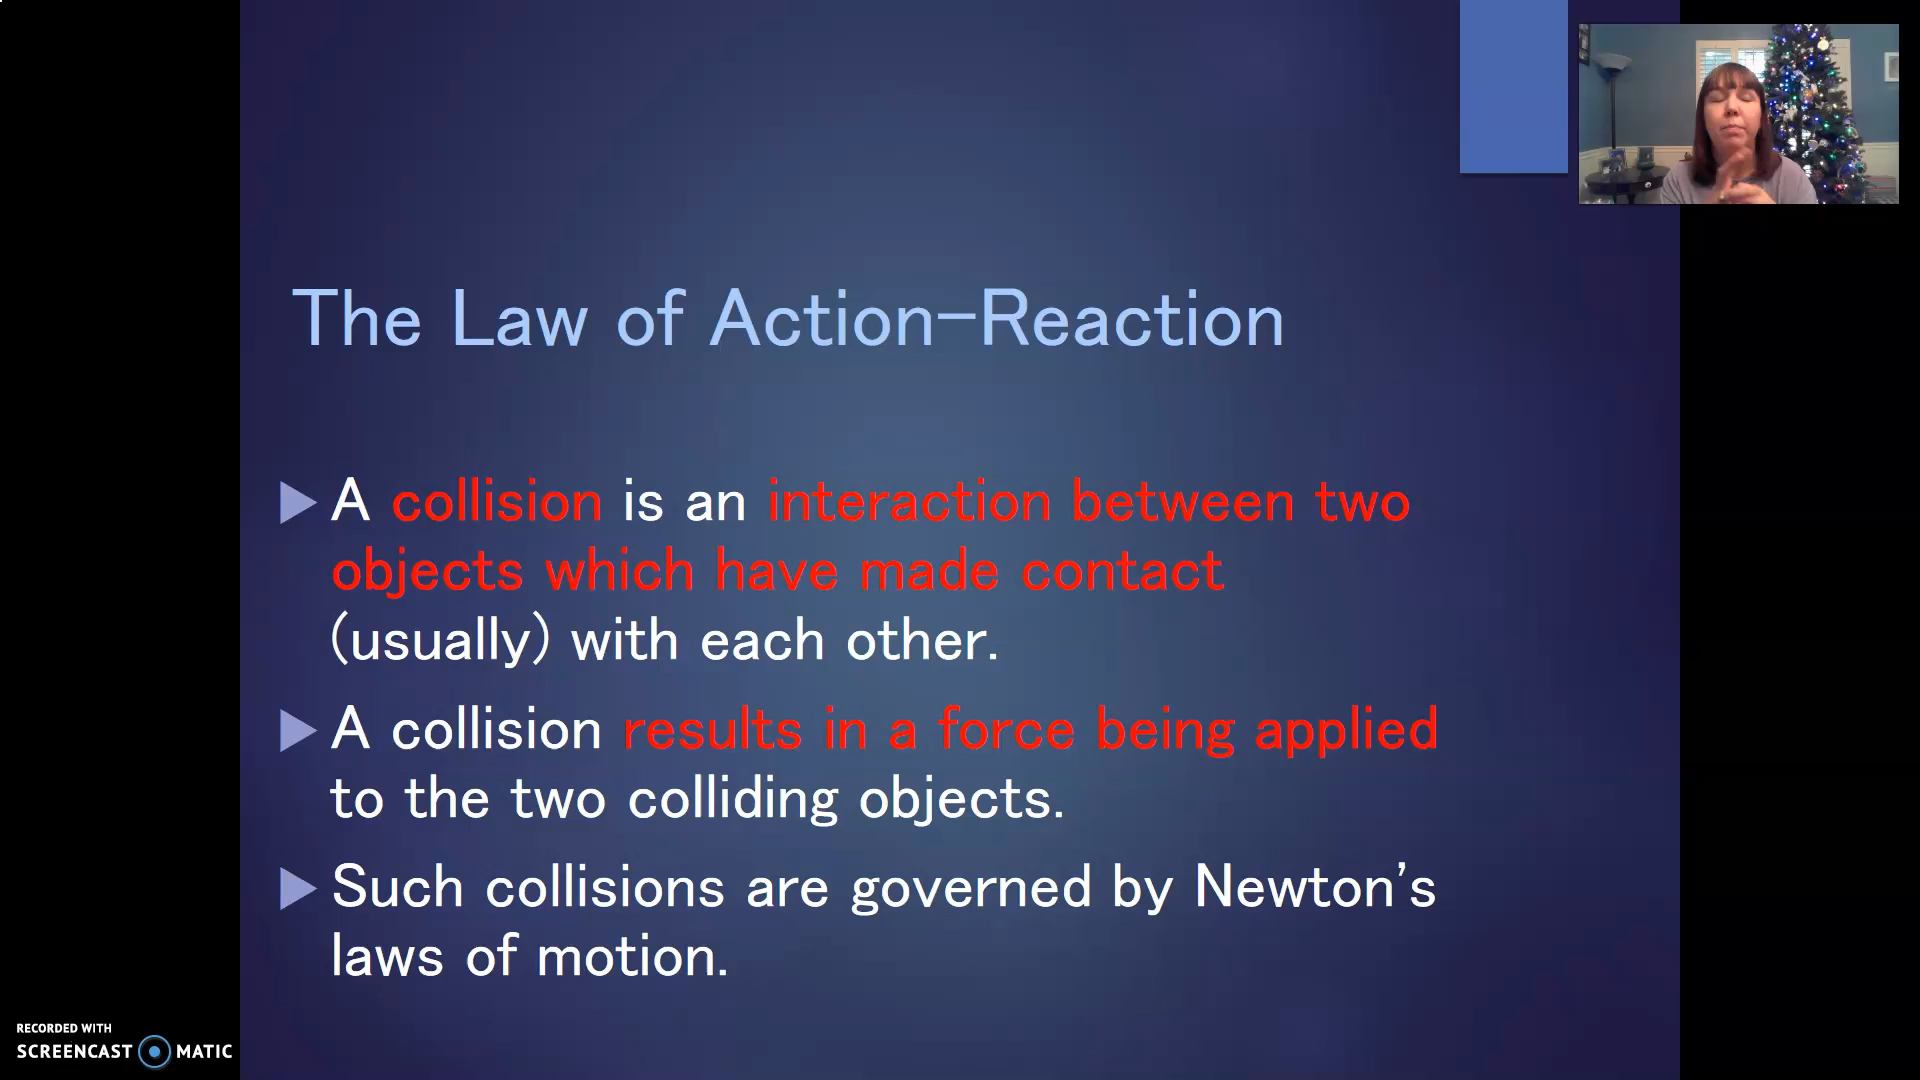 The Law of Action-Reaction
A collision is an interaction between two
objects which have made contact
(usually) with each other.
A collision results in a force being applied
to the two colliding objects.
Such collisions are governed by Newton's
laws of motion.
RECORDED WITH
SCREENCAST MATIC